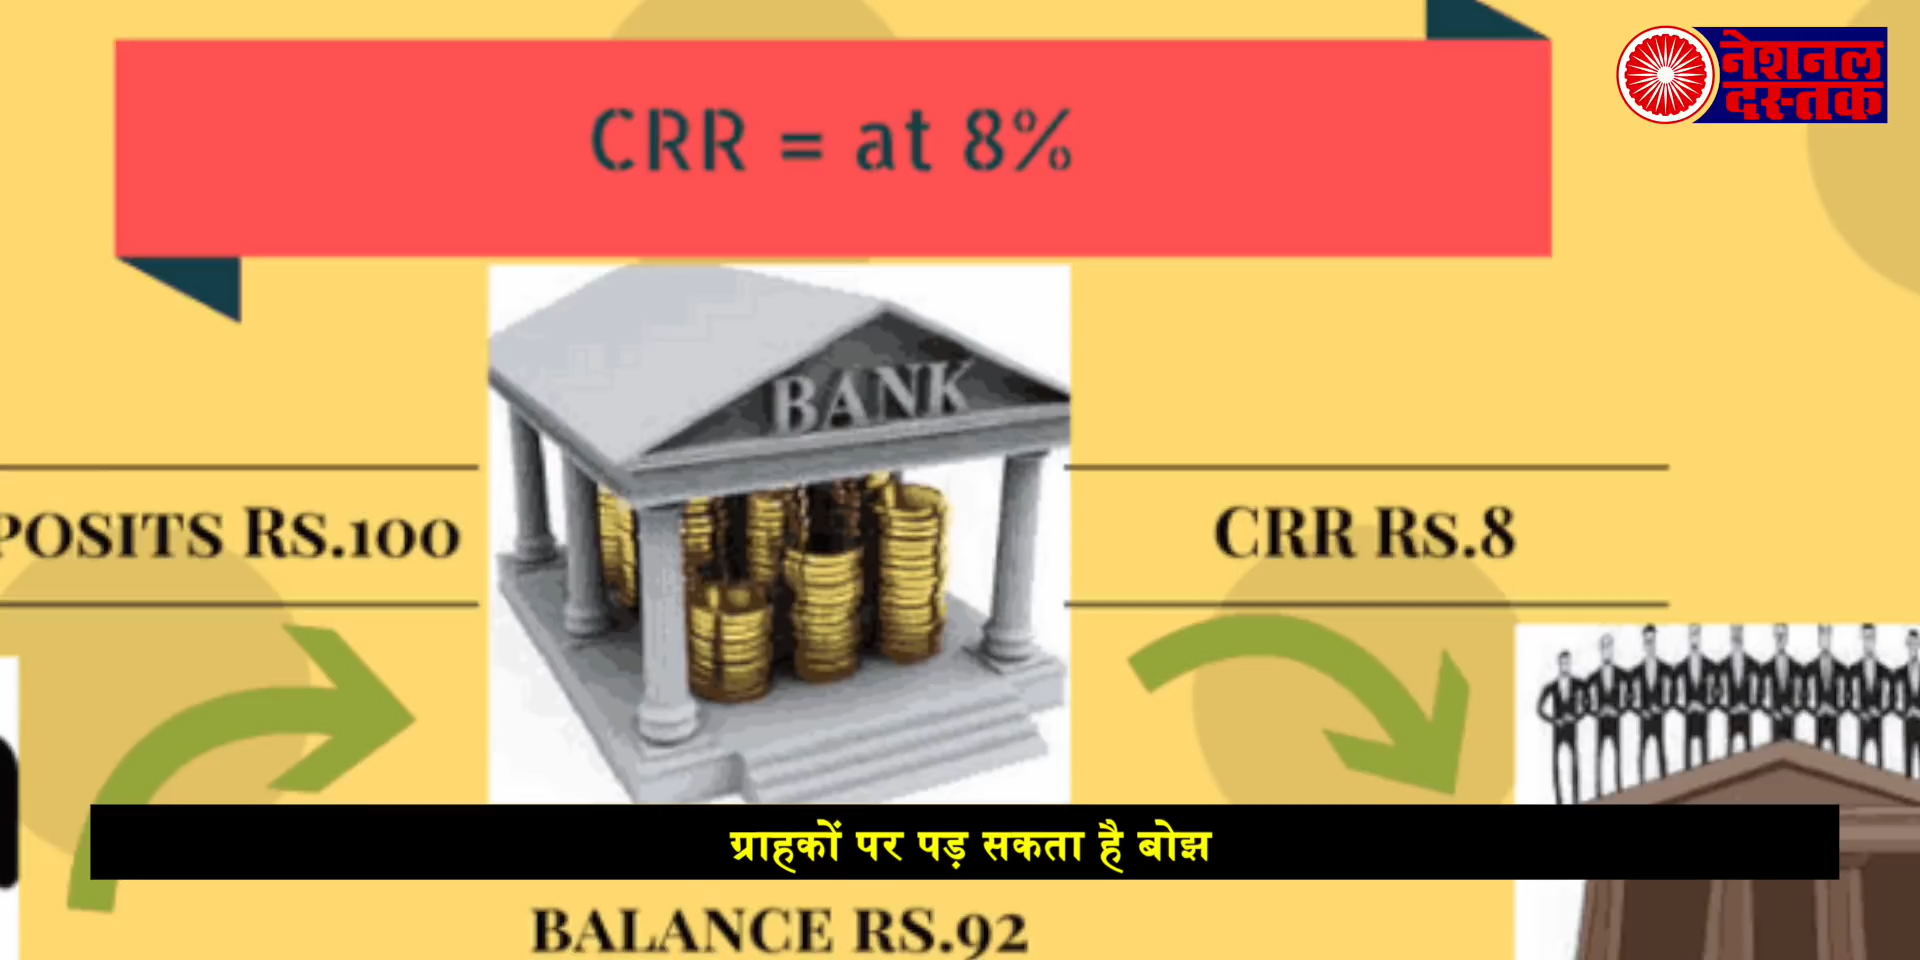 नेशनल
दस्तक
CRR = at 8%
BANK
POSITS RS.100
CRR RS.8
ग्राहकों पर पड़ सकता है बोझ
BALANCE RS.92